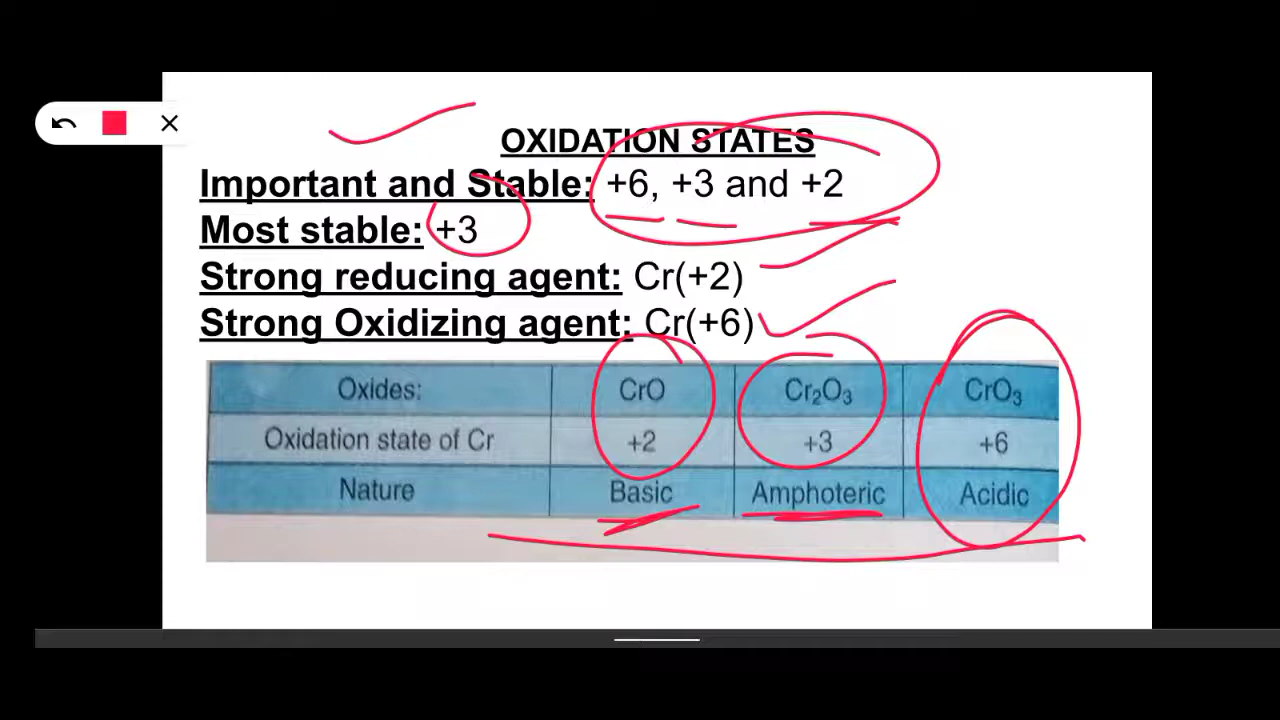 OXIDATION STATES
Important and Stable: +6, +3 and +2
Most stable: +3
Strong reducing agent: Cr(+2)
Strong Oxidizing agent: Cr(+6)
Oxides: CrO Cr₂O₃ CrO₃
Oxidation state of Cr +2 +3 +6
Nature Basic Amphoteric Acidic